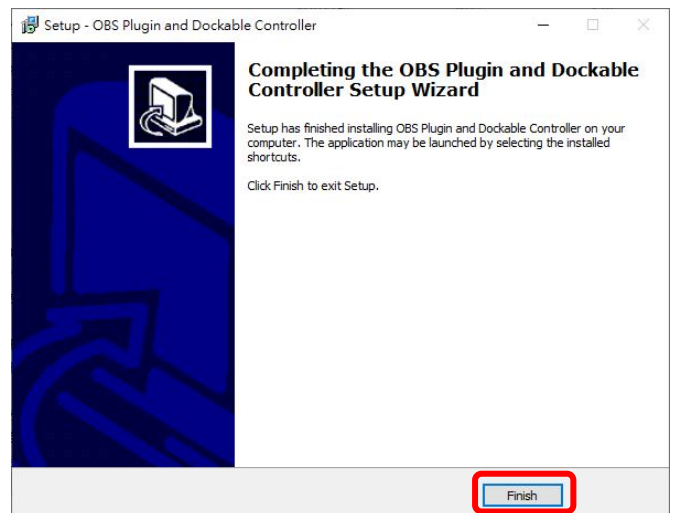 Setup - OBS Plugin and Dockable Controller
Completing the OBS Plugin and Dockable
Controller Setup Wizard
Setup has finished installing OBS Plugin and Dockable Controller on your
computer. The application may be launched by selecting the installed
shortcuts.
Click Finish to exit Setup.
Finish